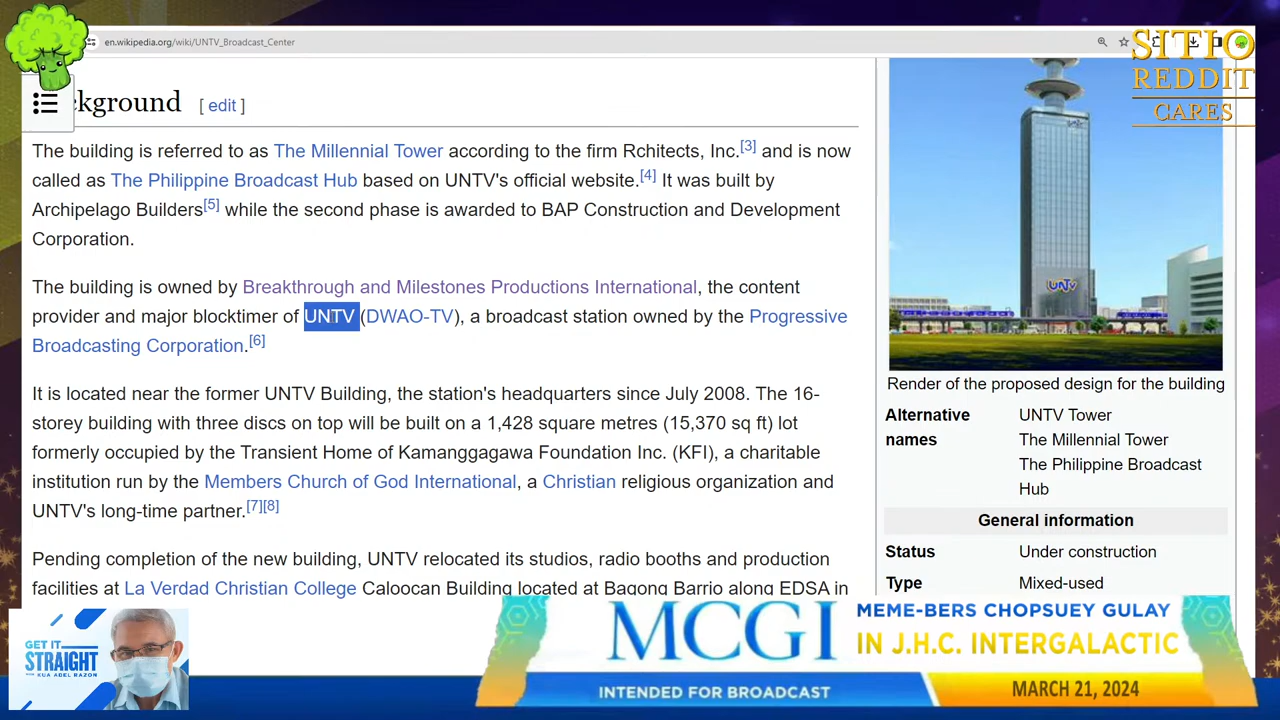 en.wikipedia.org/wiki/UNTV_Broadcast_Center
SITIO
REDDIT
CARES
kground [ edit ]
The building is referred to as The Millennial Tower according to the firm Rchitects, Inc.[3] and is now
called as The Philippine Broadcast Hub based on UNTV's official website.[4] It was built by
Archipelago Builders[5] while the second phase is awarded to BAP Construction and Development
Corporation.
The building is owned by Breakthrough and Milestones Productions International, the content
provider and major blocktimer of UNTV (DWAO-TV), a broadcast station owned by the Progressive
Broadcasting Corporation.[6]
It is located near the former UNTV Building, the station's headquarters since July 2008. The 16-
storey building with three discs on top will be built on a 1,428 square metres (15,370 sq ft) lot
formerly occupied by the Transient Home of Kamanggagawa Foundation Inc. (KFI), a charitable
institution run by the Members Church of God International, a Christian religious organization and
UNTV's long-time partner.[7][8]
Pending completion of the new building, UNTV relocated its studios, radio booths and production
facilities at La Verdad Christian College Caloocan Building located at Bagong Barrio along EDSA in
UNTV
Render of the proposed design for the building
Alternative names
UNTV Tower
The Millennial Tower
The Philippine Broadcast
Hub
General information
Status Under construction
Type Mixed-used
GET IT
STRAIGHT
WITH KUA ADEL RAZON
MCGI
MEME-BERS CHOPSUEY GULAY
IN J.H.C. INTERGALACTIC
INTENDED FOR BROADCAST
MARCH 21, 2024